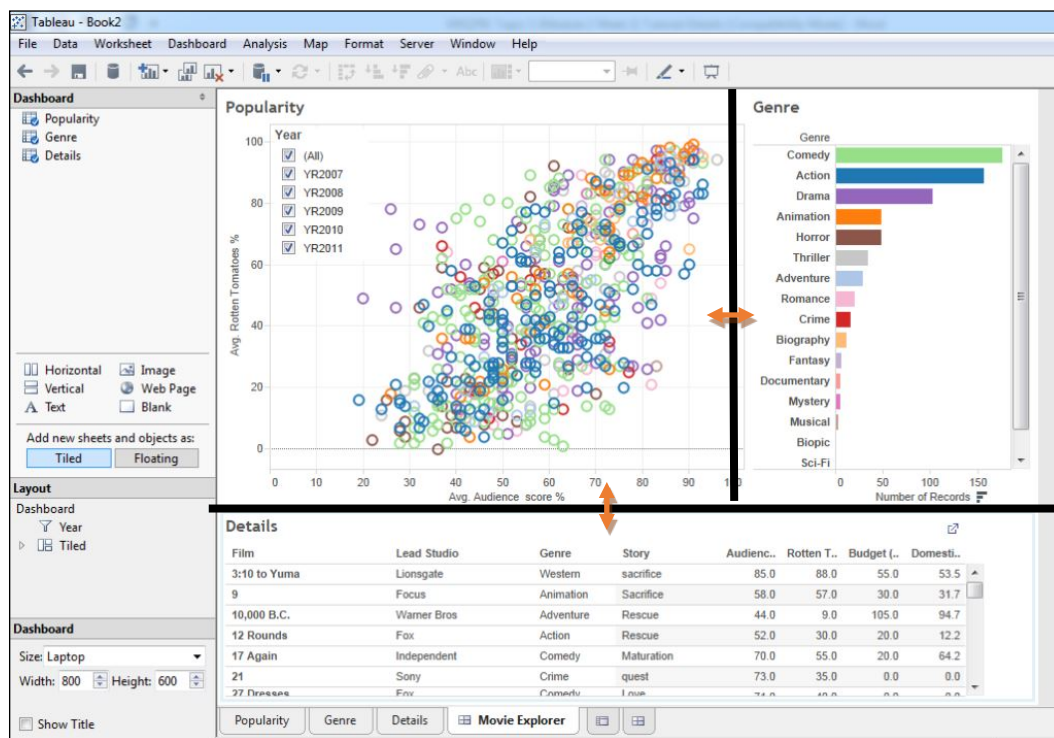 Tableau - Book2
File Data Worksheet Dashboard Analysis Map Format Server Window Help
Abc
Dashboard
Popularity
Genre
Details
Horizontal Image
Vertical Web Page
A Text Blank
Add new sheets and objects as:
Tiled Floating
Layout
Dashboard
Year
Tiled
Dashboard
Size: Laptop
Width: 800 Height: 600
Show Title
Popularity
Year
(All)
YR2007
YR2008
YR2009
YR2010
YR2011
Avg. Rotten Tomatoes %
100
80
60
40
20
0
0 10 20 30 40 50 60 70 80 90
Avg. Audience score %
Genre
Genre
Comedy
Action
Drama
Animation
Horror
Thriller
Adventure
Romance
Crime
Biography
Fantasy
Documentary
Mystery
Musical
Biopic
Sci-Fi
0 50 100 150
Number of Records
Details
Film Lead Studio Genre Story Audienc.. Rotten T.. Budget (.. Domesti..
3:10 to Yuma Lionsgate Western sacrifice 85.0 88.0 55.0 53.5
9 Focus Animation Sacrifice 58.0 57.0 30.0 31.7
10,000 B.C. Warner Bros Adventure Rescue 44.0 9.0 105.0 94.7
12 Rounds Fox Action Rescue 52.0 30.0 20.0 12.2
17 Again Independent Comedy Maturation 70.0 55.0 20.0 64.2
21 Sony Crime quest 73.0 35.0 0.0 0.0
27 Dresses Fox Comedy Love
Popularity Genre Details Movie Explorer